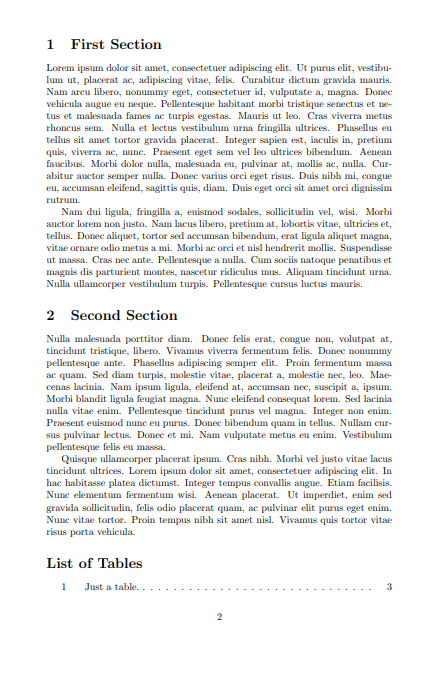 1 First Section
Lorem ipsum dolor sit amet, consectetuer adipiscing elit. Ut purus elit, vestibu-
lum ut, placerat ac, adipiscing vitae, felis. Curabitur dictum gravida mauris.
Nam arcu libero, nonummy eget, consectetuer id, vulputate a, magna. Donec
vehicula augue eu neque. Pellentesque habitant morbi tristique senectus et ne-
tus et malesuada fames ac turpis egestas. Mauris ut leo. Cras viverra metus
rhoncus sem. Nulla et lectus vestibulum urna fringilla ultrices. Phasellus eu
tellus sit amet tortor gravida placerat. Integer sapien est, iaculis in, pretium
quis, viverra ac, nunc. Praesent eget sem vel leo ultrices bibendum. Aenean
faucibus. Morbi dolor nulla, malesuada eu, pulvinar at, mollis ac, nulla. Cur-
abitur auctor semper nulla. Donec varius orci eget risus. Duis nibh mi, congue
eu, accumsan eleifend, sagittis quis, diam. Duis eget orci sit amet orci dignissim
rutrum.
Nam dui ligula, fringilla a, euismod sodales, sollicitudin vel, wisi. Morbi
auctor lorem non justo. Nam lacus libero, pretium at, lobortis vitae, ultricies et,
tellus. Donec aliquet, tortor sed accumsan bibendum, erat ligula aliquet magna,
vitae ornare odio metus a mi. Morbi ac orci et nisl hendrerit mollis. Suspendisse
ut massa. Cras nec ante. Pellentesque a nulla. Cum sociis natoque penatibus et
magnis dis parturient montes, nascetur ridiculus mus. Aliquam tincidunt urna.
Nulla ullamcorper vestibulum turpis. Pellentesque cursus luctus mauris.
2 Second Section
Nulla malesuada porttitor diam. Donec felis erat, congue non, volutpat at,
tincidunt tristique, libero. Vivamus viverra fermentum felis. Donec nonummy
pellentesque ante. Phasellus adipiscing semper elit. Proin fermentum massa
ac quam. Sed diam turpis, molestie vitae, placerat a, molestie nec, leo. Mae-
cenas lacinia. Nam ipsum ligula, eleifend at, accumsan nec, suscipit a, ipsum.
Morbi blandit ligula feugiat magna. Nunc eleifend consequat lorem. Sed lacinia
nulla vitae enim. Pellentesque tincidunt purus vel magna. Integer non enim.
Praesent euismod nunc eu purus. Donec bibendum quam in tellus. Nullam cur-
sus pulvinar lectus. Donec et mi. Nam vulputate metus eu enim. Vestibulum
pellentesque felis eu massa.
Quisque ullamcorper placerat ipsum. Cras nibh. Morbi vel justo vitae lacus
tincidunt ultrices. Lorem ipsum dolor sit amet, consectetuer adipiscing elit. In
hac habitasse platea dictumst. Integer tempus convallis augue. Etiam facilisis.
Nunc elementum fermentum wisi. Aenean placerat. Ut imperdiet, enim sed
gravida sollicitudin, felis odio placerat quam, ac pulvinar elit purus eget enim.
Nunc vitae tortor. Proin tempus nibh sit amet nisl. Vivamus quis tortor vitae
risus porta vehicula.
List of Tables
1 Just a table. . . . . . . . . . . . . . . . . . . . . . . . . . . . . . . 3
2